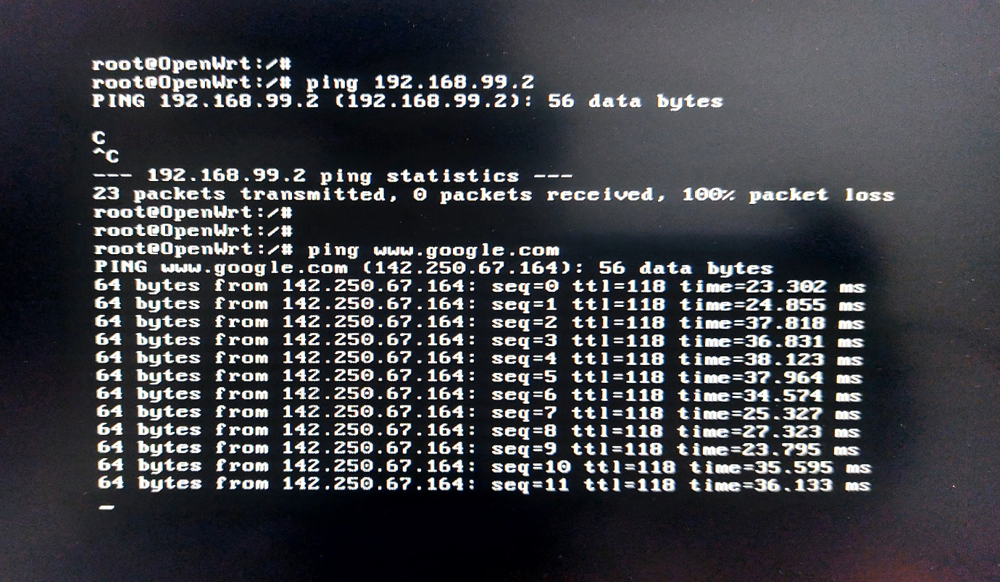 root@OpenWrt:/#
root@OpenWrt:/# ping 192.168.99.2
PING 192.168.99.2 (192.168.99.2): 56 data bytes
C
^C
--- 192.168.99.2 ping statistics ---
23 packets transmitted, 0 packets received, 100% packet loss
root@OpenWrt:/#
root@OpenWrt:/#
root@OpenWrt:/# ping www.google.com
PING www.google.com (142.250.67.164): 56 data bytes
64 bytes from 142.250.67.164: seq=0 ttl=118 time=23.302 ms
64 bytes from 142.250.67.164: seq=1 ttl=118 time=24.855 ms
64 bytes from 142.250.67.164: seq=2 ttl=118 time=37.818 ms
64 bytes from 142.250.67.164: seq=3 ttl=118 time=36.831 ms
64 bytes from 142.250.67.164: seq=4 ttl=118 time=38.123 ms
64 bytes from 142.250.67.164: seq=5 ttl=118 time=37.964 ms
64 bytes from 142.250.67.164: seq=6 ttl=118 time=34.574 ms
64 bytes from 142.250.67.164: seq=7 ttl=118 time=25.327 ms
64 bytes from 142.250.67.164: seq=8 ttl=118 time=27.323 ms
64 bytes from 142.250.67.164: seq=9 ttl=118 time=23.795 ms
64 bytes from 142.250.67.164: seq=10 ttl=118 time=35.595 ms
64 bytes from 142.250.67.164: seq=11 ttl=118 time=36.133 ms